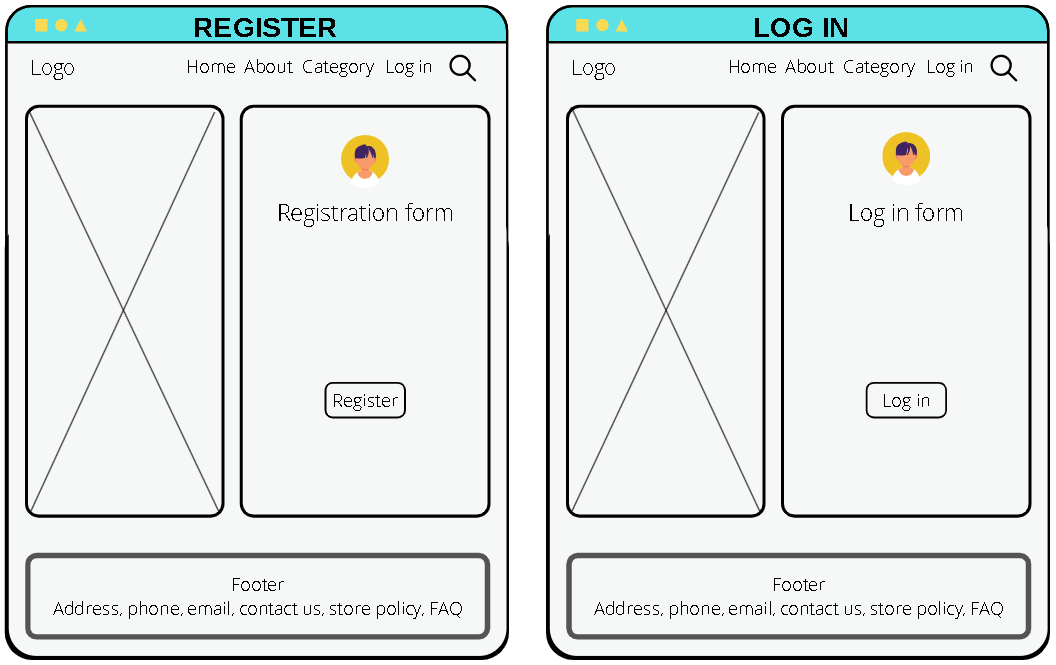 REGISTER
Logo
Home About Category Log in
Registration form
Register
Footer
Address, phone, email, contact us, store policy, FAQ
LOG IN
Logo
Home About Category Log in
Log in form
Log in
Footer
Address, phone, email, contact us, store policy, FAQ